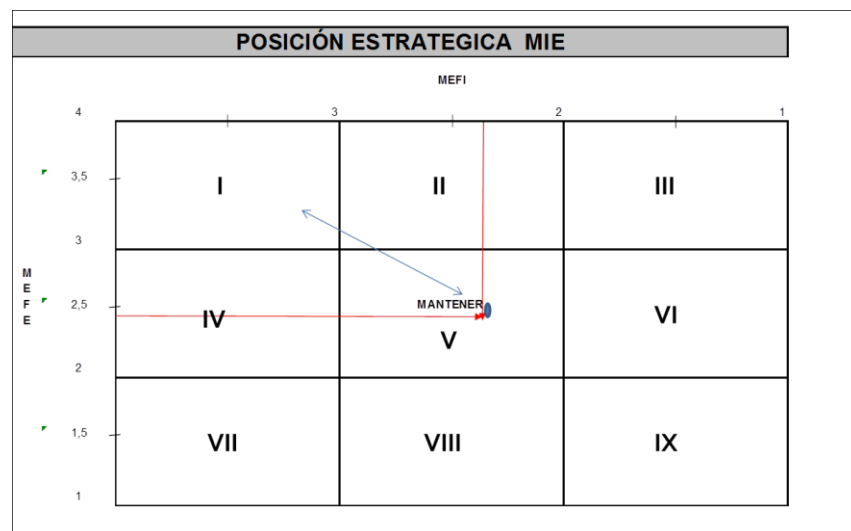 POSICIÓN ESTRATEGICA MIE
MEFI
4 3 2 1
3,5 I II III
3
M
E
F
E
2,5 MANTENER
IV V VI
2
1,5 VII VIII IX
1